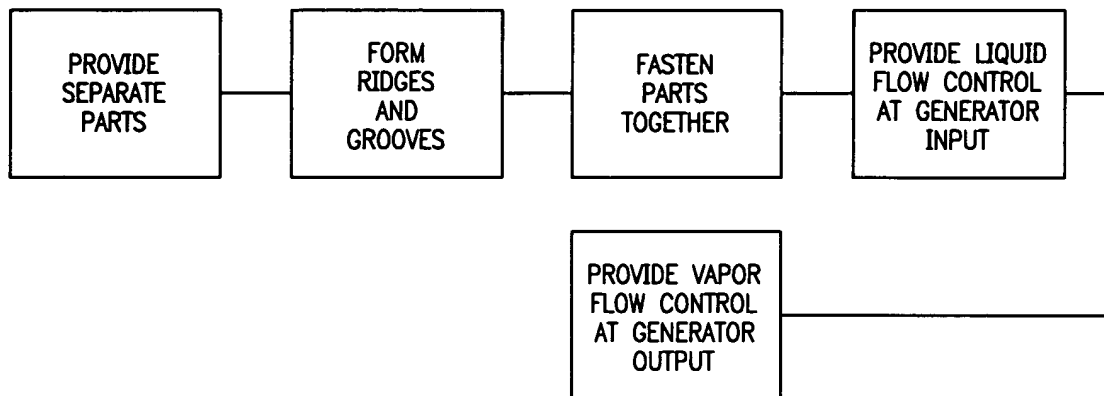 PROVIDE
SEPARATE
PARTS
FORM
RIDGES
AND
GROOVES
FASTEN
PARTS
TOGETHER
PROVIDE LIQUID
FLOW CONTROL
AT GENERATOR
INPUT
PROVIDE VAPOR
FLOW CONTROL
AT GENERATOR
OUTPUT